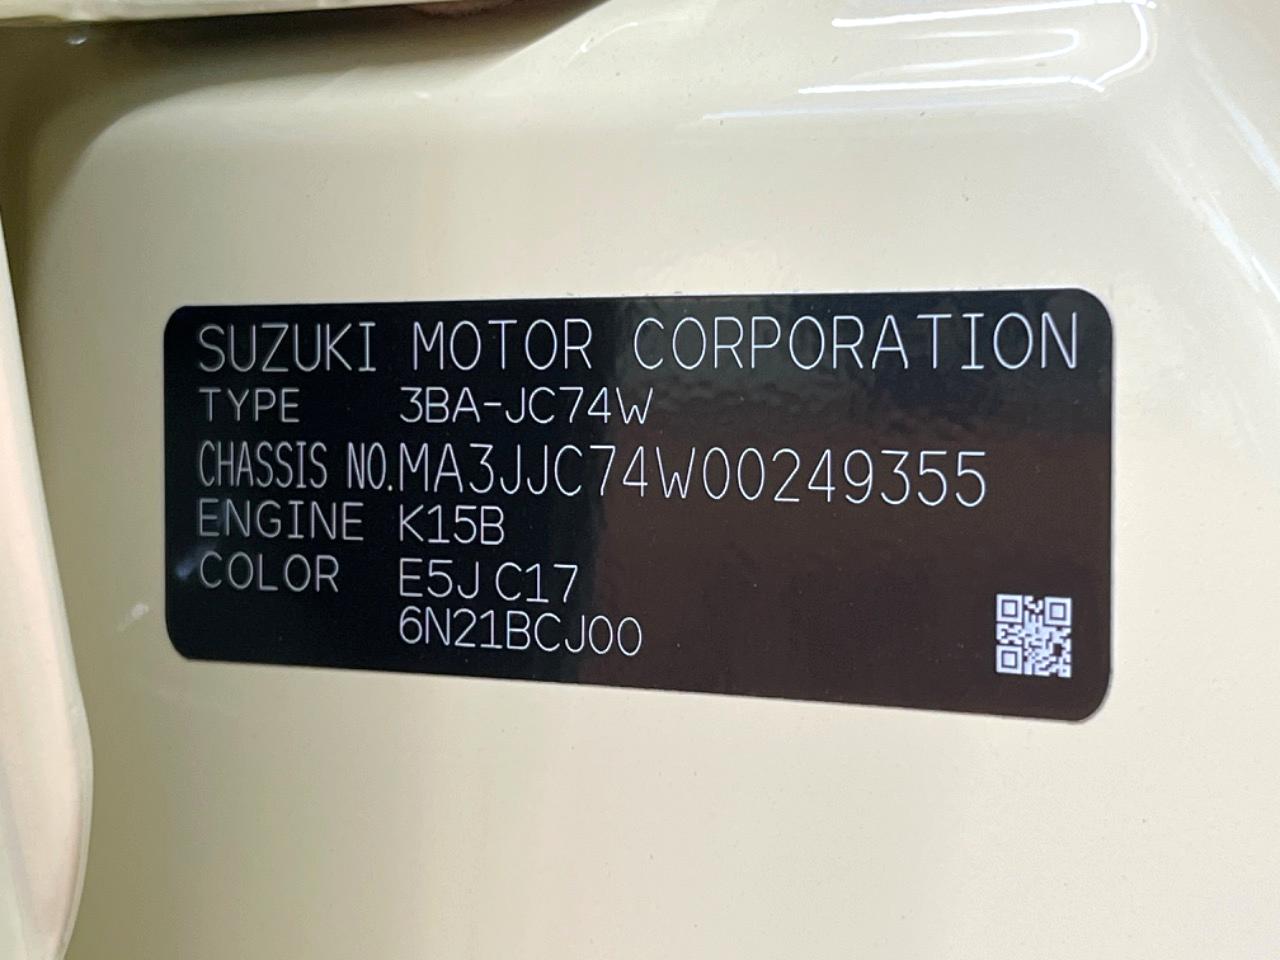 SUZUKI MOTOR CORPORATION
TYPE 3BA-JC74W
CHASSIS NO. MA3JJC74W00249355
ENGINE K15B
COLOR E5J C17
6N21BCJ00